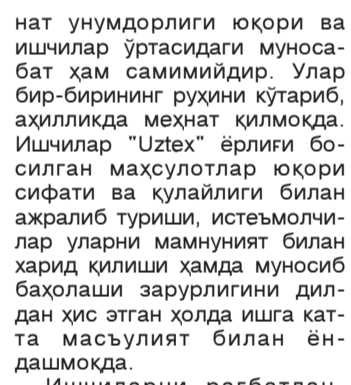 нат унумдорлиги юқори ва
ишчилар ўртасидаги муноса-
бат ҳам самимийдир. Улар
бир-бирининг руҳини кўтариб,
аҳилликда меҳнат қилмоқда.
Ишчилар "Uztex" ёрлиғи бо-
силган маҳсулотлар юқори
сифати ва қулайлиги билан
ажралиб туриши, истеъмолчи-
лар уларни мамнуният билан
харид қилиши ҳамда муносиб
баҳолаши зарурлигини дил-
дан ҳис этган ҳолда ишга кат-
та масъулият билан ён-
дашмоқда.
Ишчиларни рағбатлан-